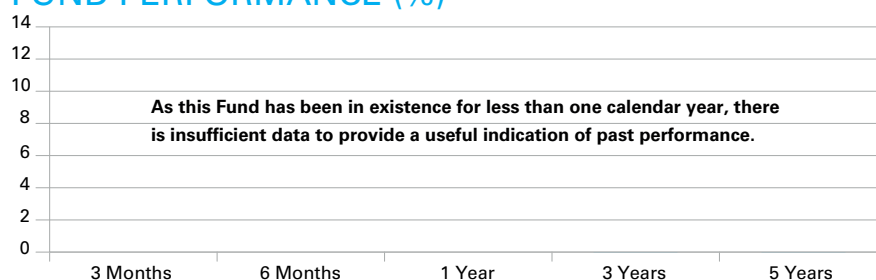 FUND PERFORMANCE (%)
14
12
10
As this Fund has been in existence for less than one calendar year, there
8
is insufficient data to provide a useful indication of past performance.
6
4
2
0
3 Months 6 Months 1 Year 3 Years 5 Years